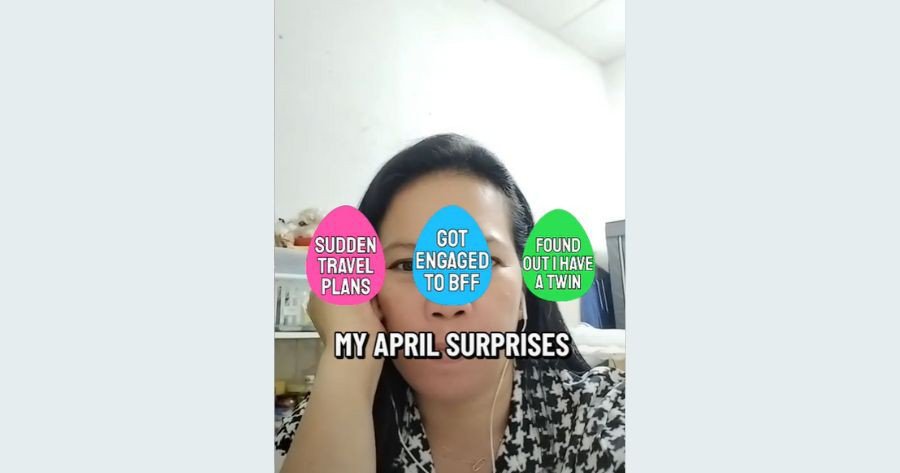 SUDDEN
TRAVEL
PLANS
GOT
ENGAGED
TO BFF
FOUND
OUT I HAVE
A TWIN
MY APRIL SURPRISES